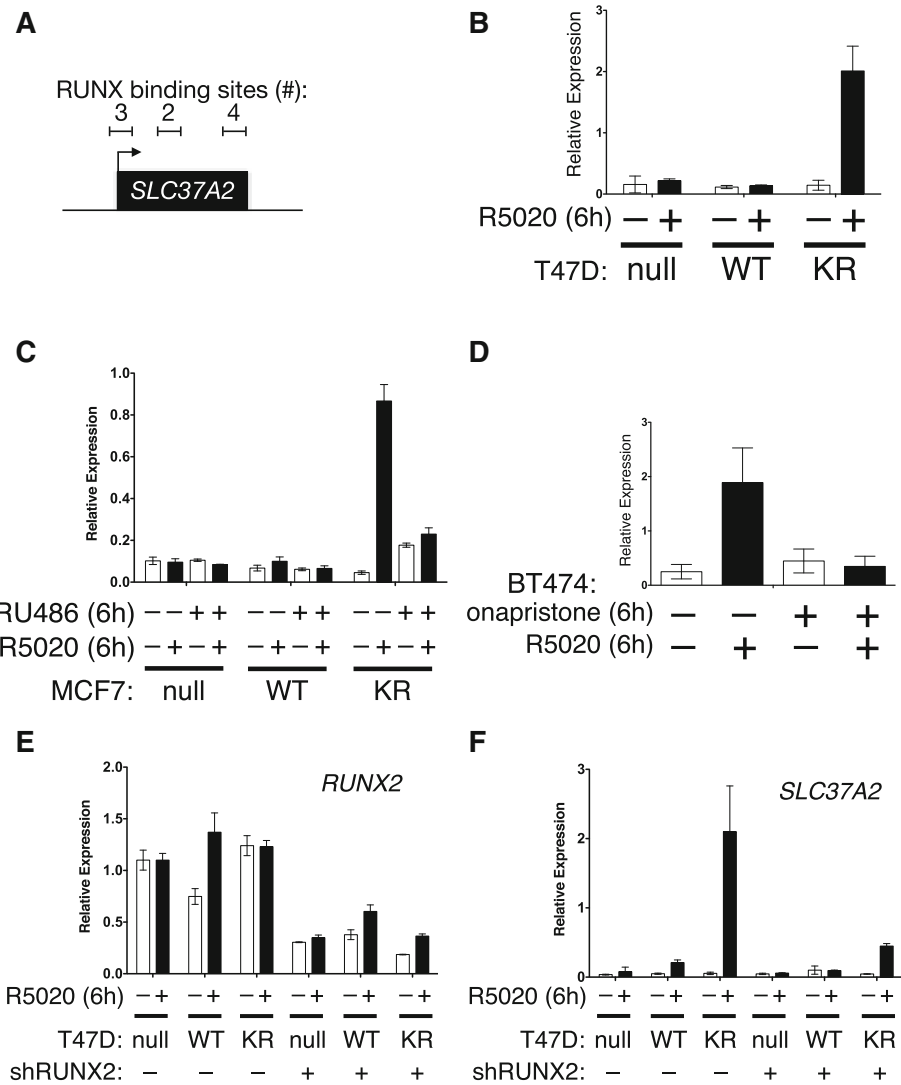 A
RUNX binding sites (#):
3 2 4
SLC37A2
B
Relative Expression
3
2
1
0
R5020 (6h) − + − + − +
T47D: null WT KR
C
Relative Expression
1.0
0.8
0.6
0.4
0.2
0.0
RU486 (6h) − − + + − − + + − − + +
R5020 (6h) − + − + − + − + − + − +
MCF7: null WT KR
D
Relative Expression
3
2
1
0
BT474:
onapristone (6h) − − + +
R5020 (6h) − + − +
E
RUNX2
Relative Expression
2.0
1.5
1.0
0.5
0.0
R5020 (6h) − + − + − + − + − + − +
T47D: null WT KR null WT KR
shRUNX2: − − − + + +
F
SLC37A2
Relative Expression
3
2
1
0
R5020 (6h) − + − + − + − + − + − +
T47D: null WT KR null WT KR
shRUNX2: − − − + + +